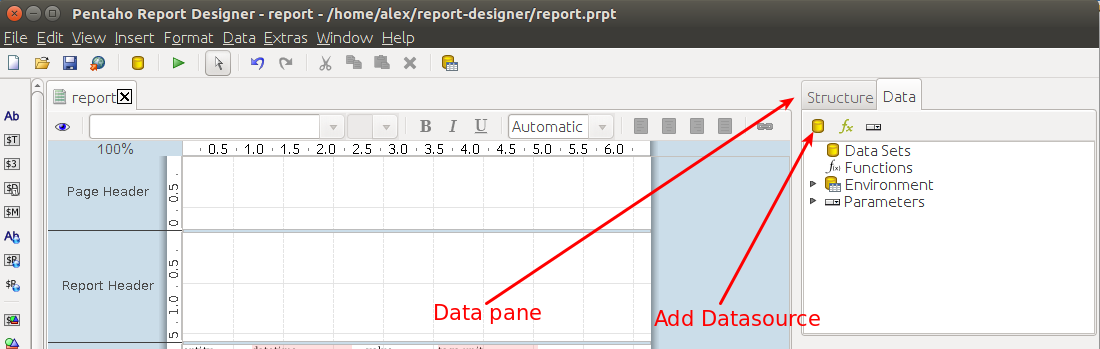 Pentaho Report Designer - report - /home/alex/report-designer/report.prpt
File Edit View Insert Format Data Extras Window Help
report
Structure Data
B I U Automatic
100%
0.5 1.0 1.5 2.0 2.5 3.0 3.5 4.0 4.5 5.0 5.5 6.0
Ab
$T
$3
$M
Ab
$P
$P
Page Header
0 0.5
Report Header
5 1.0 0.5
Data Sets
f(x) Functions
Environment
Parameters
Data pane
Add Datasource